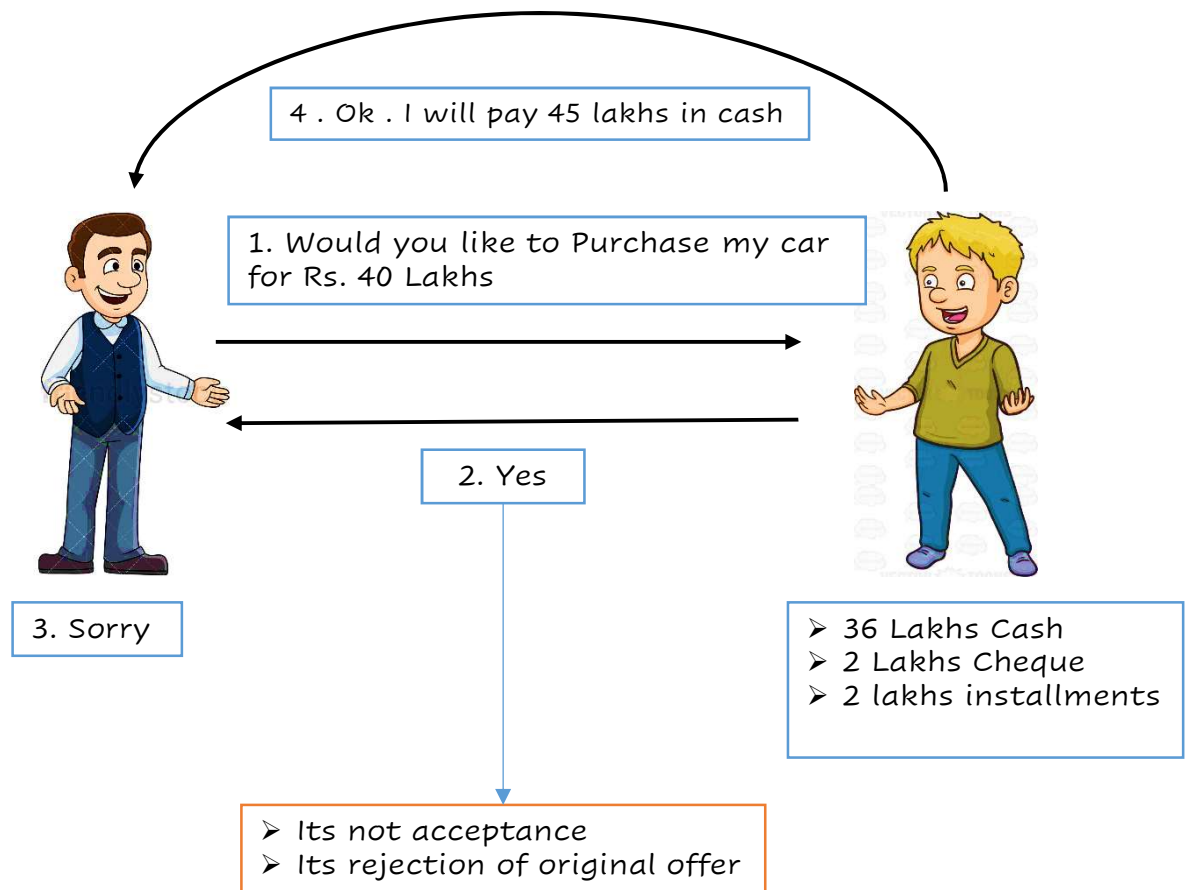 4 . Ok . I will pay 45 lakhs in cash
1. Would you like to Purchase my car
for Rs. 40 Lakhs
2. Yes
3. Sorry
➢ 36 Lakhs Cash
➢ 2 Lakhs Cheque
➢ 2 lakhs installments
➢ Its not acceptance
➢ Its rejection of original offer